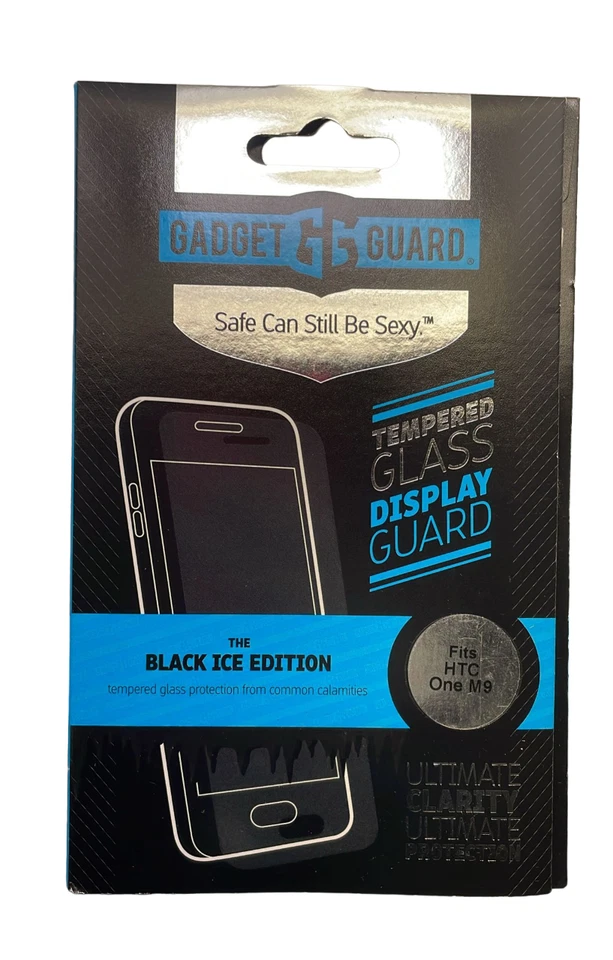 GADGET GG GUARD®
Safe Can Still Be Sexy.™
TEMPERED
GLASS
DISPLAY
GUARD
THE
BLACK ICE EDITION
tempered glass protection from common calamities
Fits
HTC
One M9
ULTIMATE
CLARITY
ULTIMATE
PROTECTION